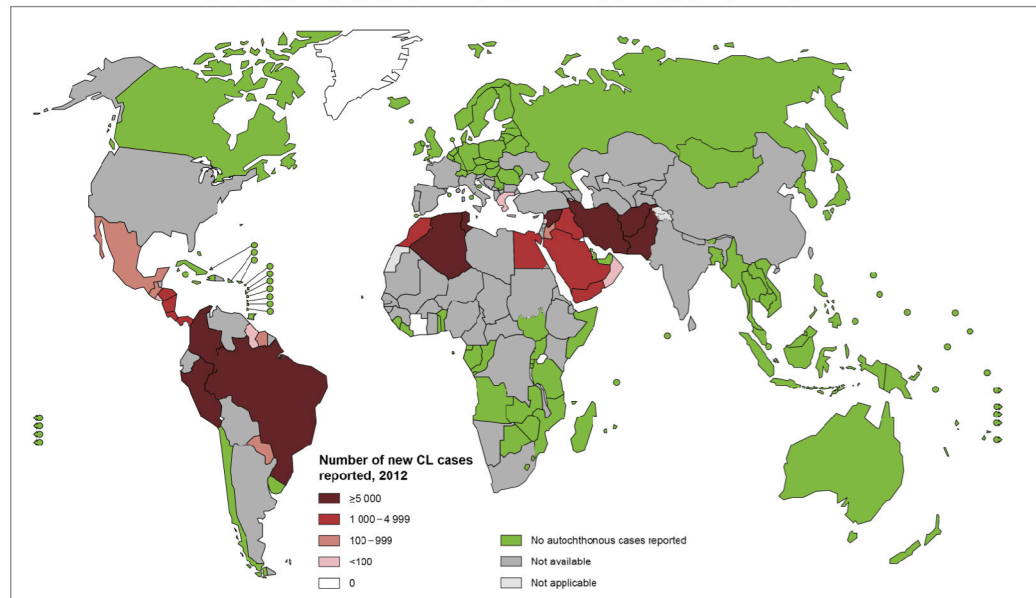 Number of new CL cases
reported, 2012
≥5 000
1 000 – 4 999
100 – 999
<100
0
No autochthonous cases reported
Not available
Not applicable